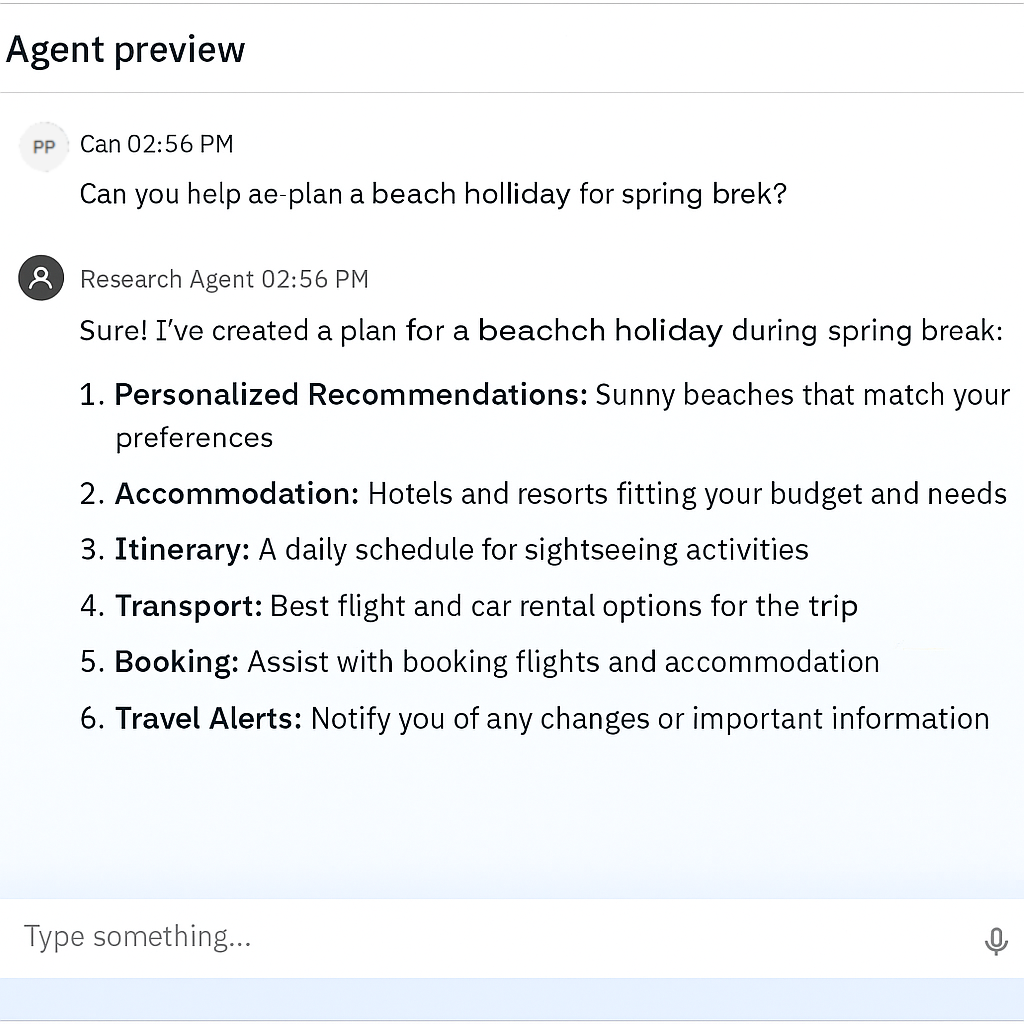 Agent preview
PP
Can 02:56 PM
Can you help ae-plan a beach holliday for spring brek?
Research Agent 02:56 PM
Sure! I've created a plan for a beachch holiday during spring break:
1. Personalized Recommendations: Sunny beaches that match your
preferences
2. Accommodation: Hotels and resorts fitting your budget and needs
3. Itinerary: A daily schedule for sightseeing activities
4. Transport: Best flight and car rental options for the trip
5. Booking: Assist with booking flights and accommodation
6. Travel Alerts: Notify you of any changes or important information
Type something...